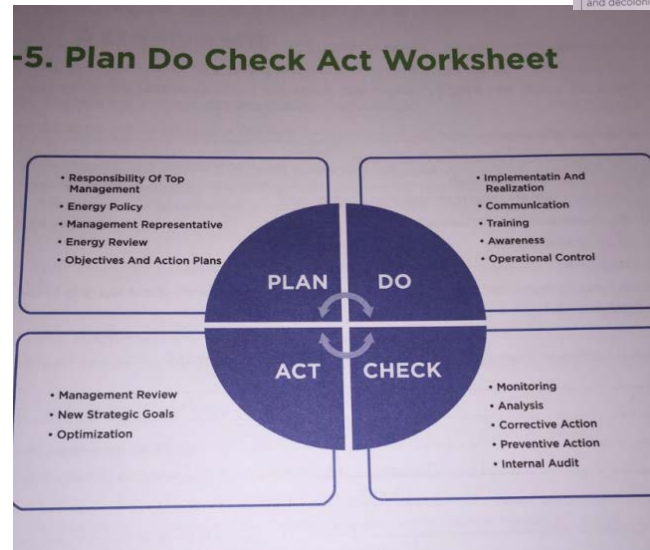 and decoloni
-5. Plan Do Check Act Worksheet
• Responsibility Of Top
Management
• Energy Policy
• Management Representative
• Energy Review
• Objectives And Action Plans
• Implementatin And
Realization
• Communication
• Training
• Awareness
• Operational Control
PLAN
DO
ACT
CHECK
• Management Review
• New Strategic Goals
• Optimization
• Monitoring
• Analysis
• Corrective Action
• Preventive Action
• Internal Audit